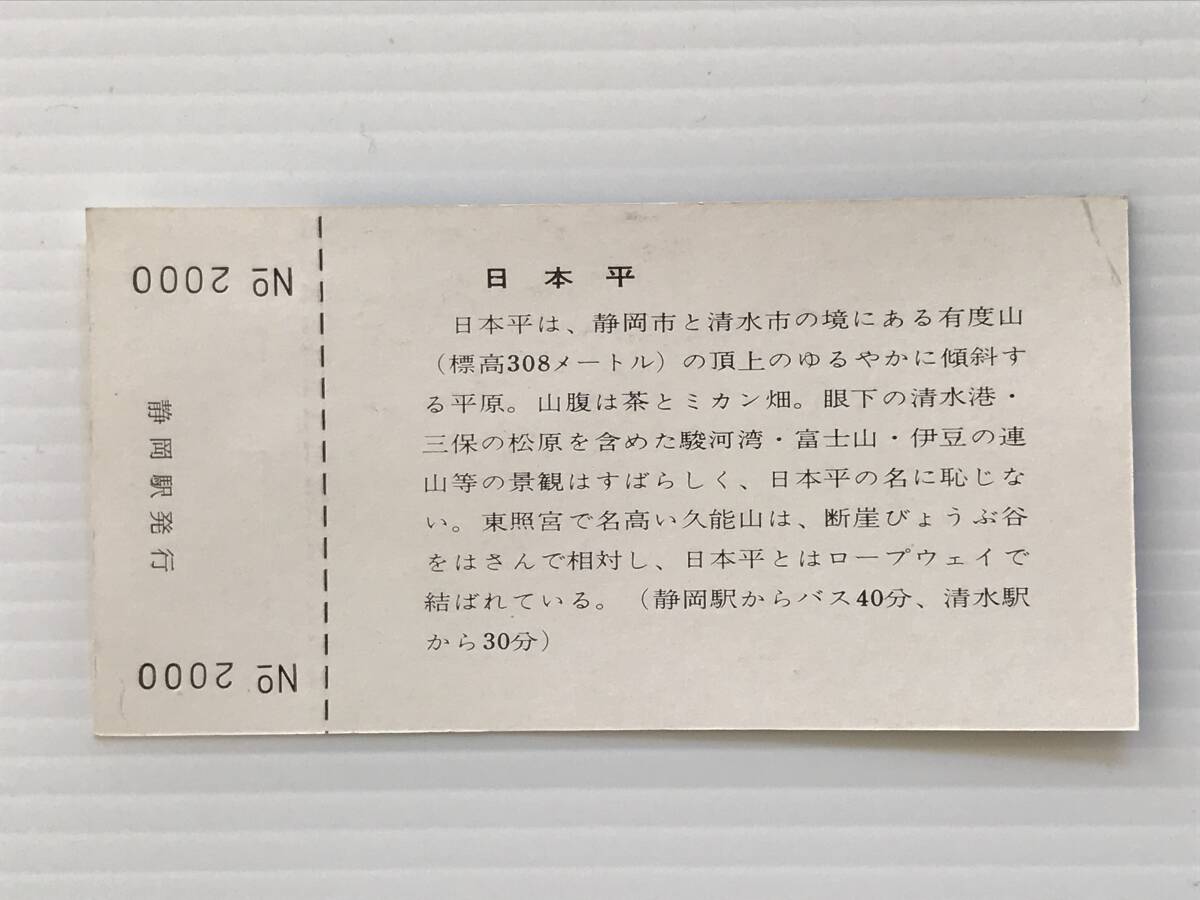 日本平
日本平は、静岡市と清水市の境にある有度山
（標高308メートル）の頂上のゆるやかに傾斜す
る平原。山腹は茶とミカン畑。眼下の清水港・
三保の松原を含めた駿河湾・富士山・伊豆の連
山等の景観はすばらしく、日本平の名に恥じな
い。東照宮で名高い久能山は、断崖びょうぶ谷
をはさんで相対し、日本平とはロープウェイで
結ばれている。（静岡駅からバス40分、清水駅
から30分）
№ 2000
静岡駅発行
№ 2000